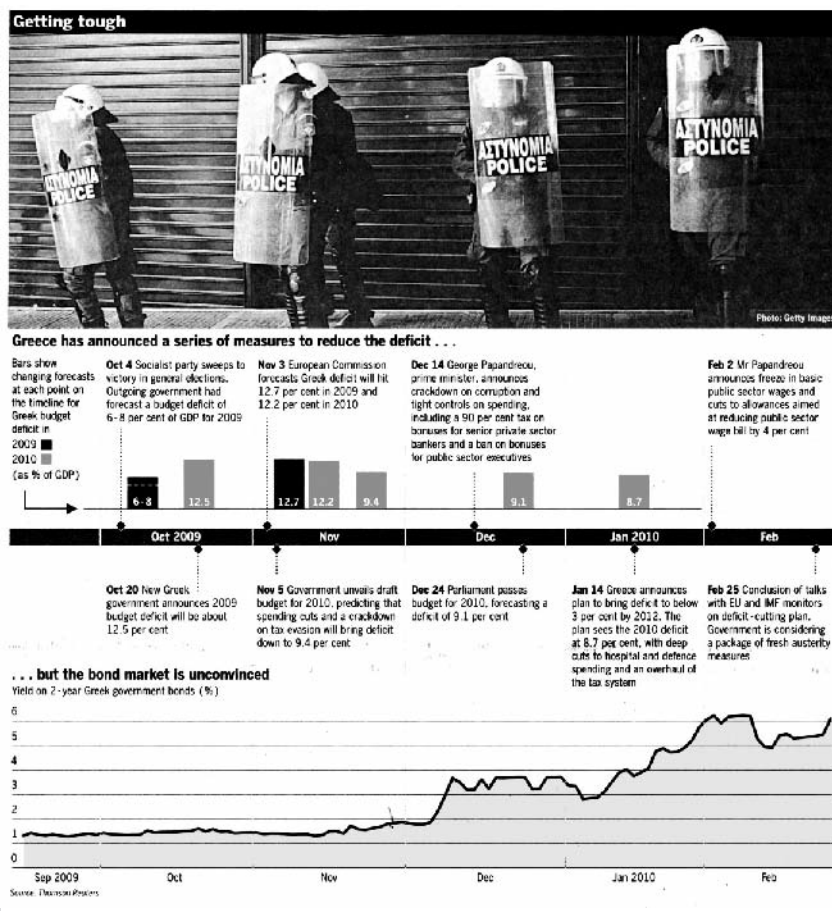 Getting tough
ΑΣΤΥΝΟΜΙΑ
POLICE
ΑΣΤΥΝΟΜΙΑ
POLICE
ΑΣΤΥΝΟΜΙΑ
POLICE
ΑΣΤΥΝΟΜΙΑ
POLICE
Photo: Getty Images
Greece has announced a series of measures to reduce the deficit . . .
Bars show
changing forecasts
at each point on
the timeline for
Greek budget
deficit in
2009
2010
(as % of GDP)
Oct 4 Socialist party sweeps to
victory in general elections.
Outgoing government had
forecast a budget deficit of
6-8 per cent of GDP for 2009
Nov 3 European Commission
forecasts Greek deficit will hit
12.7 per cent in 2009 and
12.2 per cent in 2010
Dec 14 George Papandreou,
prime minister, announces
crackdown on corruption and
tight controls on spending,
including a 90 per cent tax on
bonuses for senior private sector
bankers and a ban on bonuses
for public sector executives
Feb 2 Mr Papandreou
announces freeze in basic
public sector wages and
cuts to allowances aimed
at reducing public sector
wage bill by 4 per cent
6-8 12.5 12.7 12.2 9.4 9.1 8.7
Oct 2009 Nov Dec Jan 2010 Feb
Oct 20 New Greek
government announces 2009
budget deficit will be about
12.5 per cent
Nov 5 Government unveils draft
budget for 2010, predicting that
spending cuts and a crackdown
on tax evasion will bring deficit
down to 9.4 per cent
Dec 24 Parliament passes
budget for 2010, forecasting a
deficit of 9.1 per cent
Jan 14 Greece announces
plan to bring deficit to below
3 per cent by 2012. The
plan sees the 2010 deficit
at 8.7 per cent, with deep
cuts to hospital and defence
spending and an overhaul of
the tax system
Feb 25 Conclusion of talks
with EU and IMF monitors
on deficit-cutting plan.
Government is considering
a package of fresh austerity
measures
. . . but the bond market is unconvinced
Yield on 2-year Greek government bonds (%)
6
5
4
3
2
1
0
Sep 2009 Oct Nov Dec Jan 2010 Feb
Source: Thomson Reuters